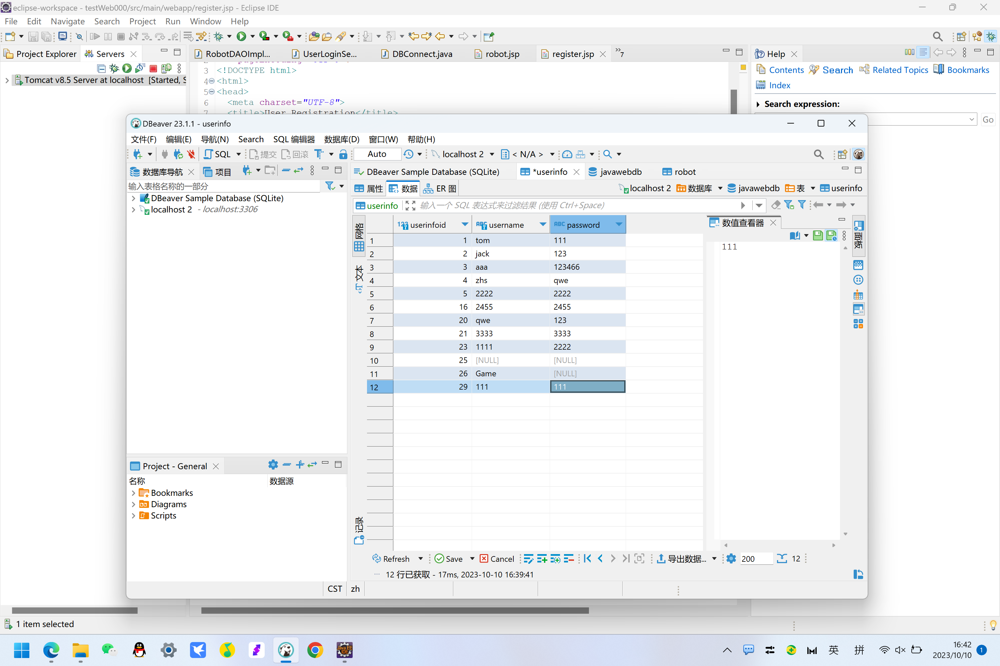 eclipse-workspace - testWeb000/src/main/webapp/register.jsp - Eclipse IDE
File Edit Navigate Search Project Run Window Help
Project Explorer Servers
RobotDAOImpl... UserLoginSe... DBConnect.java robot.jsp register.jsp »7
Help
Tomcat v8.5 Server at localhost [Started, S
3 <!DOCTYPE html>
4 <html>
5 <head>
6 <meta charset="UTF-8">
7 <title>User Registration</title>
Contents Search Related Topics Bookmarks
Index
Search expression:
Go
DBeaver 23.1.1 - userinfo
文件(F) 编辑(E) 导航(N) Search SQL 编辑器 数据库(D) 窗口(W) 帮助(H)
SQL 提交 回滚 Auto localhost 2 < N/A >
数据库导航 项目
DBeaver Sample Database (SQLite) *userinfo javawebdb robot
输入表格名称的一部分
DBeaver Sample Database (SQLite)
localhost 2 - localhost:3306
属性 数据 ER 图
localhost 2 数据库 javawebdb 表 userinfo
userinfo 输入一个 SQL 表达式来过滤结果 (使用 Ctrl+Space)
网格
文本
记录
123 userinfoid ABC username ABC password
1 1 tom 111
2 2 jack 123
3 3 aaa 123466
4 4 zhs qwe
5 5 2222 2222
6 16 2455 2455
7 20 qwe 123
8 21 3333 3333
9 23 1111 2222
10 25 [NULL] [NULL]
11 26 Game [NULL]
12 29 111 111
数值查看器
111
面板
Project - General
名称 数据源
Bookmarks
Diagrams
Scripts
Refresh Save Cancel 导出数据... 200 12
12 行已获取 - 17ms, 2023-10-10 16:39:41
CST zh
1 item selected
Java EE IDE
英 拼
16:42
2023/10/10
1